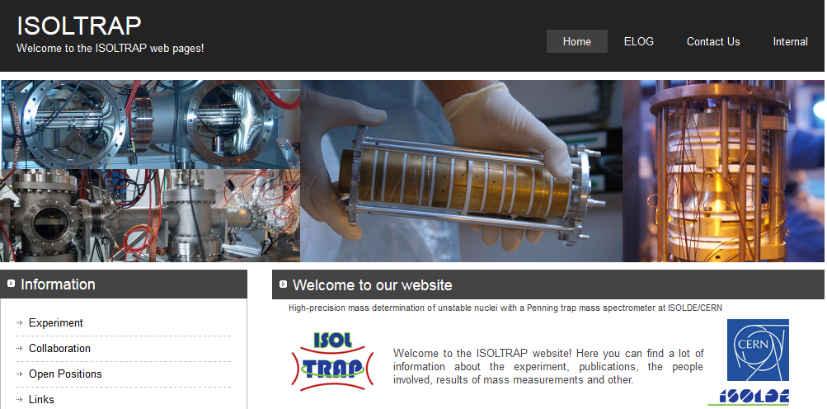 ISOLTRAP
Welcome to the ISOLTRAP web pages!
Home
ELOG
Contact Us
Internal
Information
Experiment
Collaboration
Open Positions
Links
Welcome to our website
High-precision mass determination of unstable nuclei with a Penning trap mass spectrometer at ISOLDE/CERN
ISOL
TRAP
Welcome to the ISOLTRAP website! Here you can find a lot of
information about the experiment, publications, the people
involved, results of mass measurements and other.
CERN
ISOLDE